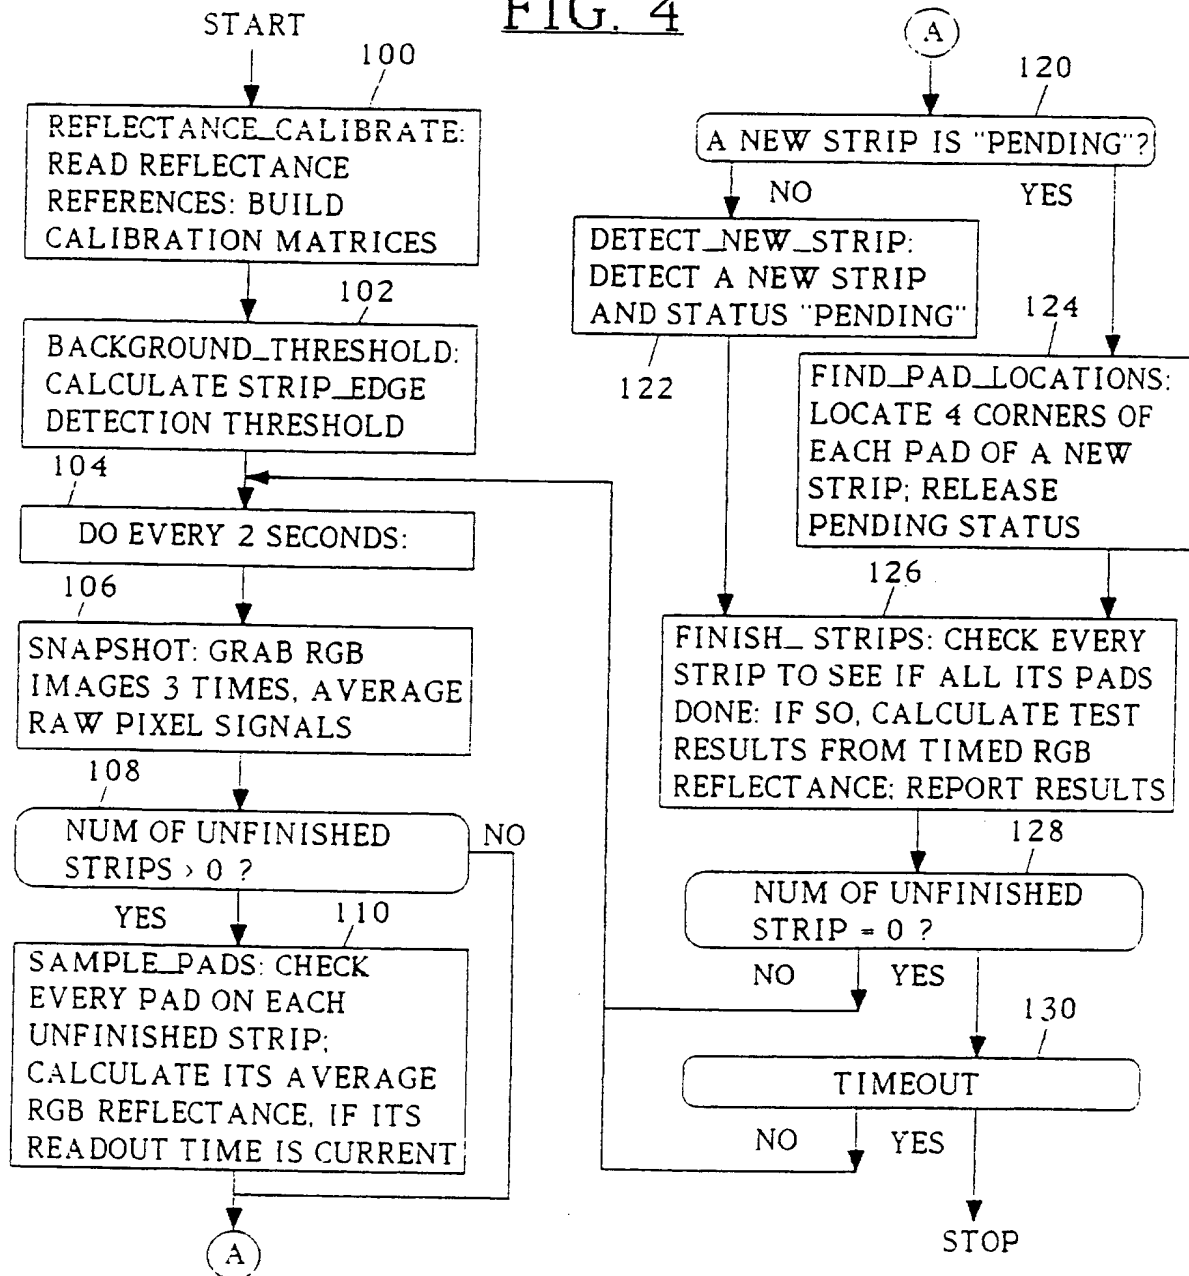 FIG. 4
START
100
REFLECTANCE_CALIBRATE:
READ REFLECTANCE
REFERENCES: BUILD
CALIBRATION MATRICES
102
BACKGROUND_THRESHOLD:
CALCULATE STRIP_EDGE
DETECTION THRESHOLD
104
DO EVERY 2 SECONDS:
106
SNAPSHOT: GRAB RGB
IMAGES 3 TIMES, AVERAGE
RAW PIXEL SIGNALS
108
NUM OF UNFINISHED
STRIPS > 0 ?
NO
YES
110
SAMPLE_PADS: CHECK
EVERY PAD ON EACH
UNFINISHED STRIP;
CALCULATE ITS AVERAGE
RGB REFLECTANCE, IF ITS
READOUT TIME IS CURRENT
A
A
120
A NEW STRIP IS "PENDING"?
NO
YES
DETECT_NEW_STRIP:
DETECT A NEW STRIP
AND STATUS "PENDING"
122
124
FIND_PAD_LOCATIONS:
LOCATE 4 CORNERS OF
EACH PAD OF A NEW
STRIP; RELEASE
PENDING STATUS
126
FINISH_ STRIPS: CHECK EVERY
STRIP TO SEE IF ALL ITS PADS
DONE: IF SO, CALCULATE TEST
RESULTS FROM TIMED RGB
REFLECTANCE; REPORT RESULTS
128
NUM OF UNFINISHED
STRIP = 0 ?
NO
YES
130
TIMEOUT
NO
YES
STOP